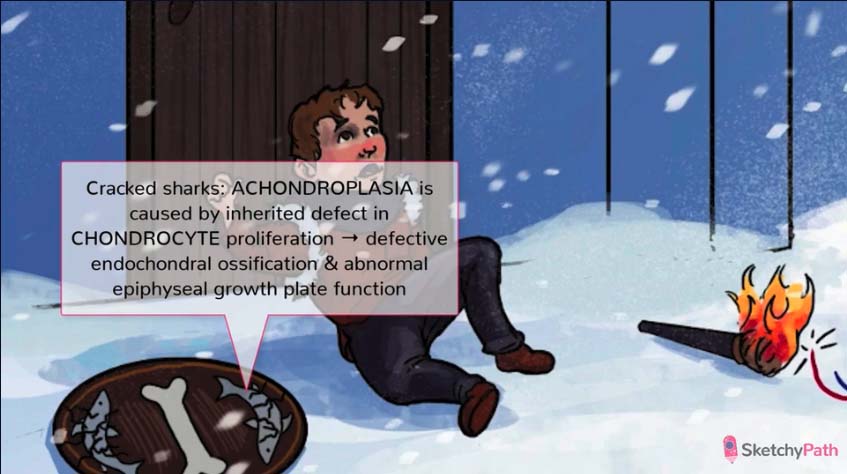 Cracked sharks: ACHONDROPLASIA is
caused by inherited defect in
CHONDROCYTE proliferation → defective
endochondral ossification & abnormal
epiphyseal growth plate function
SketchyPath